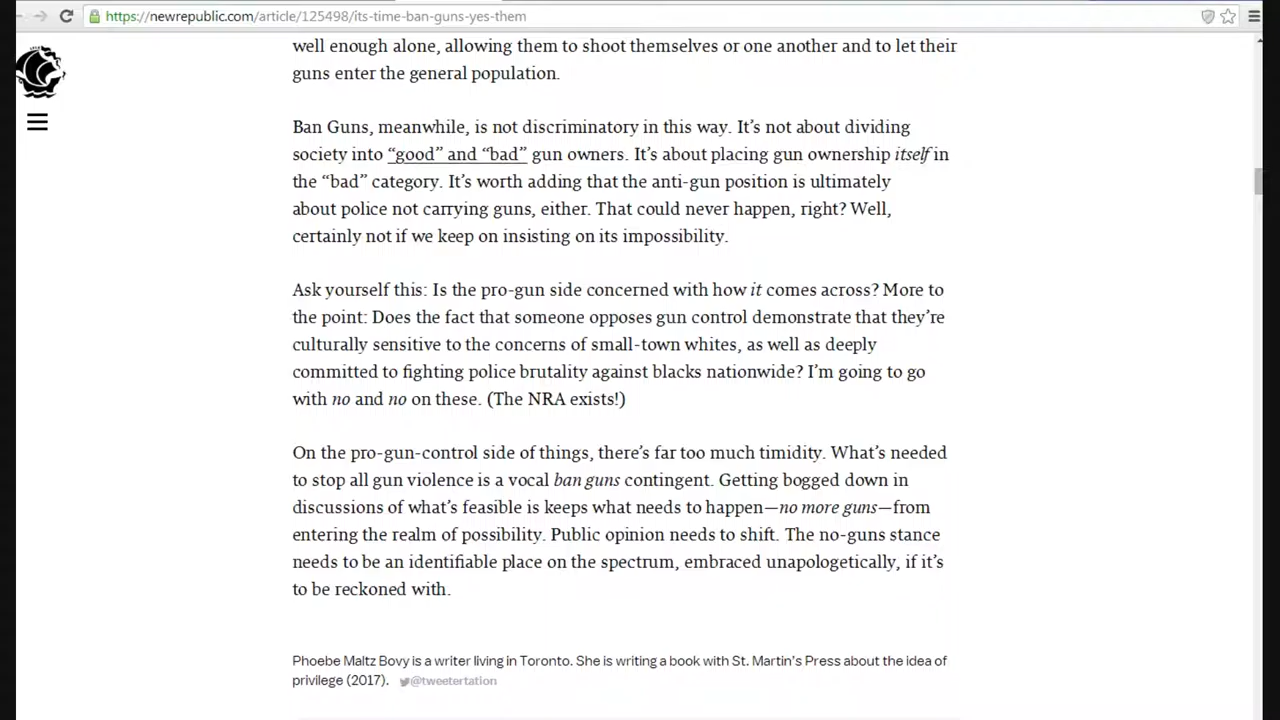 https://newrepublic.com/article/125498/its-time-ban-guns-yes-them
well enough alone, allowing them to shoot themselves or one another and to let their
guns enter the general population.
Ban Guns, meanwhile, is not discriminatory in this way. It’s not about dividing
society into “good” and “bad” gun owners. It’s about placing gun ownership itself in
the “bad” category. It’s worth adding that the anti-gun position is ultimately
about police not carrying guns, either. That could never happen, right? Well,
certainly not if we keep on insisting on its impossibility.
Ask yourself this: Is the pro-gun side concerned with how it comes across? More to
the point: Does the fact that someone opposes gun control demonstrate that they’re
culturally sensitive to the concerns of small-town whites, as well as deeply
committed to fighting police brutality against blacks nationwide? I’m going to go
with no and no on these. (The NRA exists!)
On the pro-gun-control side of things, there’s far too much timidity. What’s needed
to stop all gun violence is a vocal ban guns contingent. Getting bogged down in
discussions of what’s feasible is keeps what needs to happen—no more guns—from
entering the realm of possibility. Public opinion needs to shift. The no-guns stance
needs to be an identifiable place on the spectrum, embraced unapologetically, if it’s
to be reckoned with.
Phoebe Maltz Bovy is a writer living in Toronto. She is writing a book with St. Martin’s Press about the idea of
privilege (2017). @tweetertation